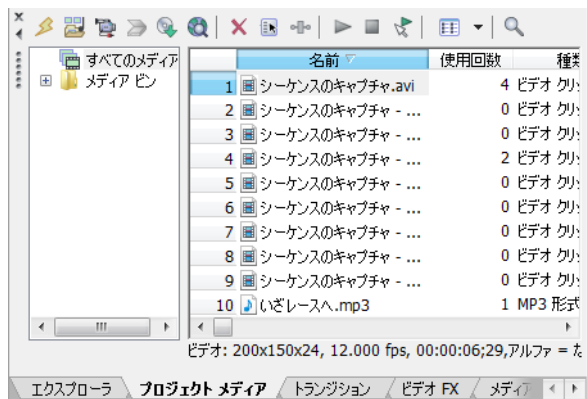 すべてのメディア
メディア ビン
名前 使用回数 種類
1 シーケンスのキャプチャ.avi 4 ビデオ クリッ
2 シーケンスのキャプチャ - ... 0 ビデオ クリッ
3 シーケンスのキャプチャ - ... 0 ビデオ クリッ
4 シーケンスのキャプチャ - ... 2 ビデオ クリッ
5 シーケンスのキャプチャ - ... 0 ビデオ クリッ
6 シーケンスのキャプチャ - ... 0 ビデオ クリッ
7 シーケンスのキャプチャ - ... 0 ビデオ クリッ
8 シーケンスのキャプチャ - ... 0 ビデオ クリッ
9 シーケンスのキャプチャ - ... 0 ビデオ クリッ
10 いざレースへ.mp3 1 MP3 形式
ビデオ: 200x150x24, 12.000 fps, 00:00:06;29,アルファ = な
エクスプローラ プロジェクト メディア トランジション ビデオ FX メディア